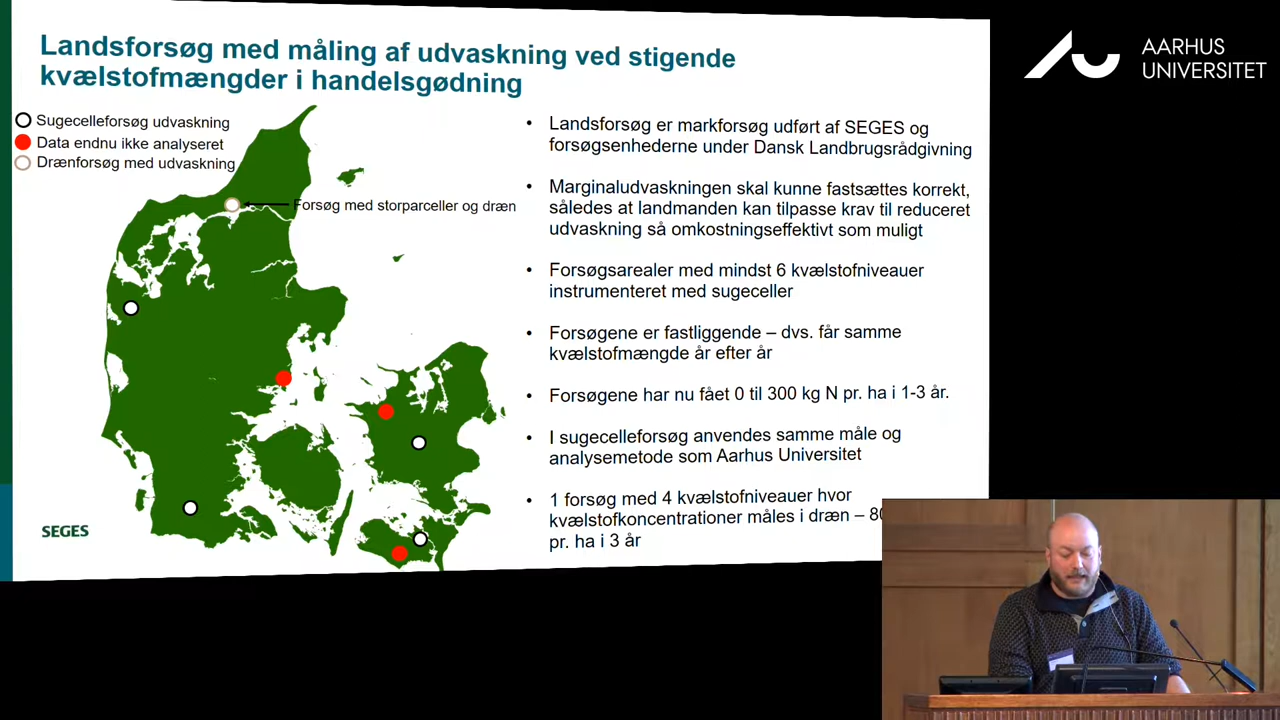 Landsforsøg med måling af udvaskning ved stigende
kvælstofmængder i handelsgødning
AARHUS
UNIVERSITET
Sugecelleforsøg udvaskning
Data endnu ikke analyseret
Drænforsøg med udvaskning
Forsøg med storparceller og dræn
• Landsforsøg er markforsøg udført af SEGES og
forsøgsenhederne under Dansk Landbrugsrådgivning
• Marginaludvaskningen skal kunne fastsættes korrekt,
således at landmanden kan tilpasse krav til reduceret
udvaskning så omkostningseffektivt som muligt
• Forsøgsarealer med mindst 6 kvælstofniveauer
instrumenteret med sugeceller
• Forsøgene er fastliggende – dvs. får samme
kvælstofmængde år efter år
• Forsøgene har nu fået 0 til 300 kg N pr. ha i 1-3 år.
• I sugecelleforsøg anvendes samme måle og
analysemetode som Aarhus Universitet
• 1 forsøg med 4 kvælstofniveauer hvor
kvælstofkoncentrationer måles i dræn –
pr. ha i 3 år
SEGES